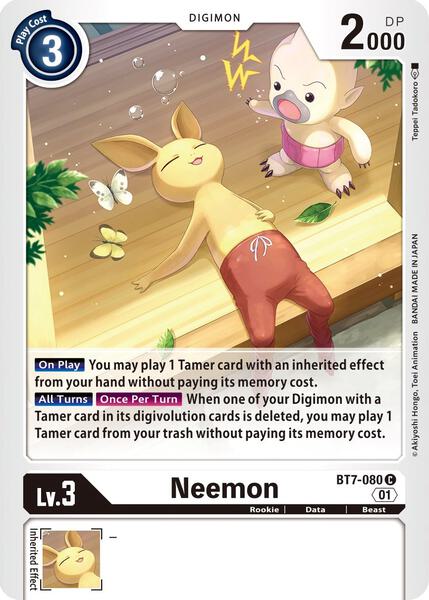 DIGIMON
Play Cost
3
DP
2000
W W
Teppei Tadokoro
©Akiyoshi Hongo, Toei Animation BANDAI MADE IN JAPAN
On Play You may play 1 Tamer card with an inherited effect
from your hand without paying its memory cost.
All Turns Once Per Turn When one of your Digimon with a
Tamer card in its digivolution cards is deleted, you may play 1
Tamer card from your trash without paying its memory cost.
Lv.3
Neemon
BT7-080 C
01
Rookie | Data | Beast
Inherited Effect
–